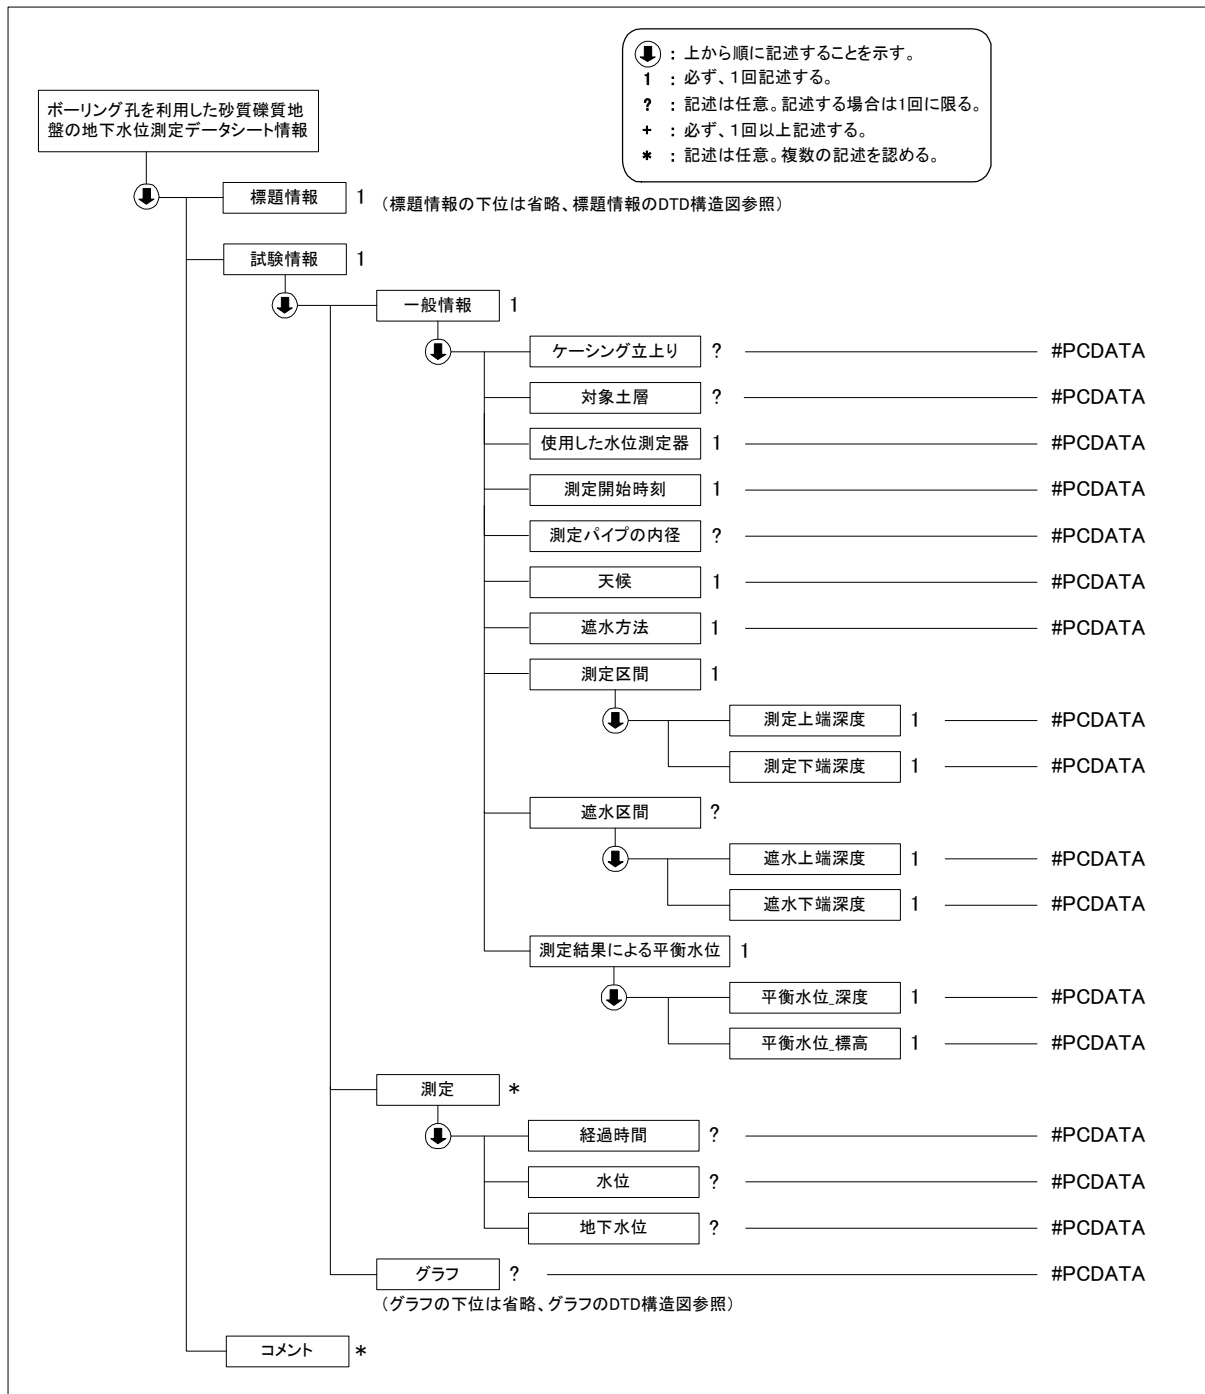 ：上から順に記述することを示す。
1：必ず、1回記述する。
?：記述は任意。記述する場合は1回に限る。
+：必ず、1回以上記述する。
*：記述は任意。複数の記述を認める。
ボーリング孔を利用した砂質礫質地
盤の地下水位測定データシート情報
標題情報 1 （標題情報の下位は省略、標題情報のDTD構造図参照）
試験情報 1
一般情報 1
ケーシング立上り ? #PCDATA
対象土層 ? #PCDATA
使用した水位測定器 1 #PCDATA
測定開始時刻 1 #PCDATA
測定パイプの内径 ? #PCDATA
天候 1 #PCDATA
遮水方法 1 #PCDATA
測定区間 1
測定上端深度 1 #PCDATA
測定下端深度 1 #PCDATA
遮水区間 ?
遮水上端深度 1 #PCDATA
遮水下端深度 1 #PCDATA
測定結果による平衡水位 1
平衡水位_深度 1 #PCDATA
平衡水位_標高 1 #PCDATA
測定 *
経過時間 ? #PCDATA
水位 ? #PCDATA
地下水位 ? #PCDATA
グラフ ? #PCDATA
（グラフの下位は省略、グラフのDTD構造図参照）
コメント *